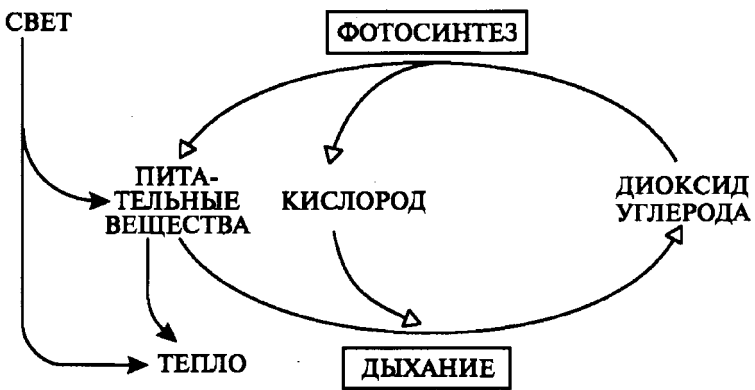 СВЕТ
ФОТОСИНТЕЗ
ПИТА-
ТЕЛЬНЫЕ
ВЕЩЕСТВА
КИСЛОРОД
ДИОКСИД
УГЛЕРОДА
ТЕПЛО
ДЫХАНИЕ